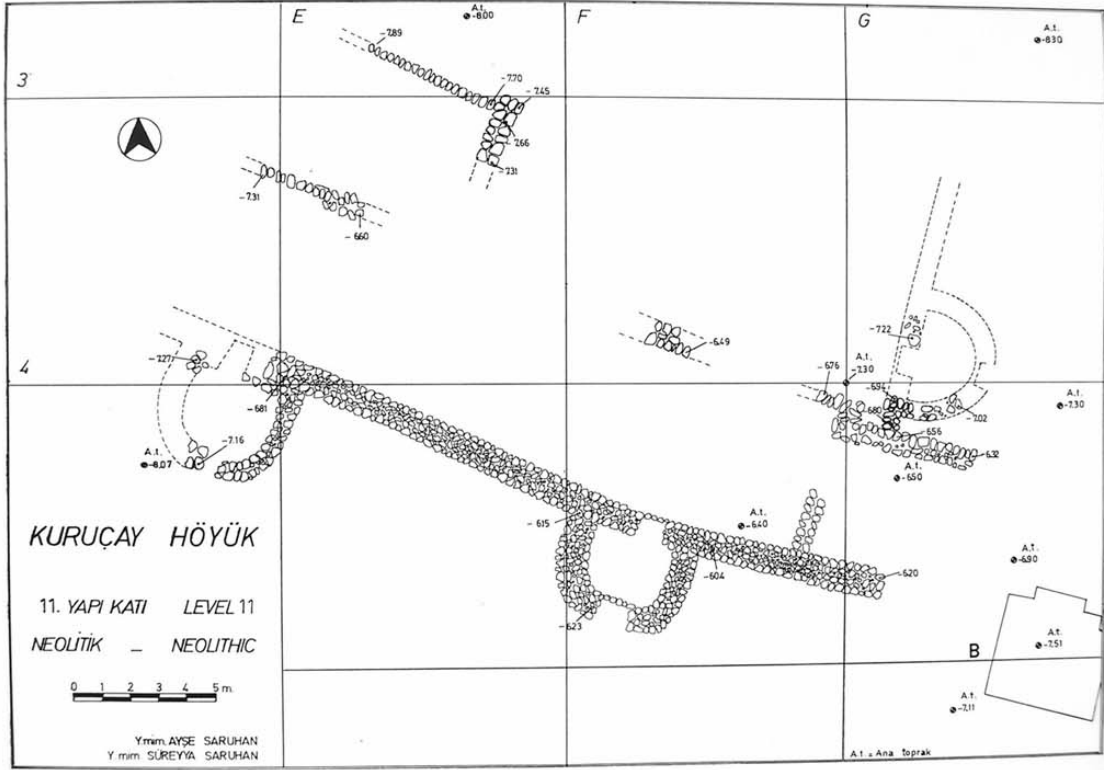 E
F
G
3
4
A.t.
-8.00
A.t.
-8.30
-7.89
-7.70
-7.45
-7.66
-7.31
-7.31
-6.60
-6.49
-7.22
-6.76
A.t.
-7.30
-6.94
-6.80
-7.02
A.t.
-7.30
-6.56
-6.32
A.t.
-6.50
-7.27
-6.81
-7.16
A.t.
-8.07
-6.15
A.t.
-6.40
-6.04
-6.20
-6.23
A.t.
-6.90
B
A.t.
-7.51
A.t.
-7.11
KURUÇAY HÖYÜK
11. YAPI KATI LEVEL 11
NEOLİTİK _ NEOLITHIC
0 1 2 3 4 5 m.
Y.mim. AYŞE SARUHAN
Y mim SÜREYYA SARUHAN
A.t. = Ana toprak